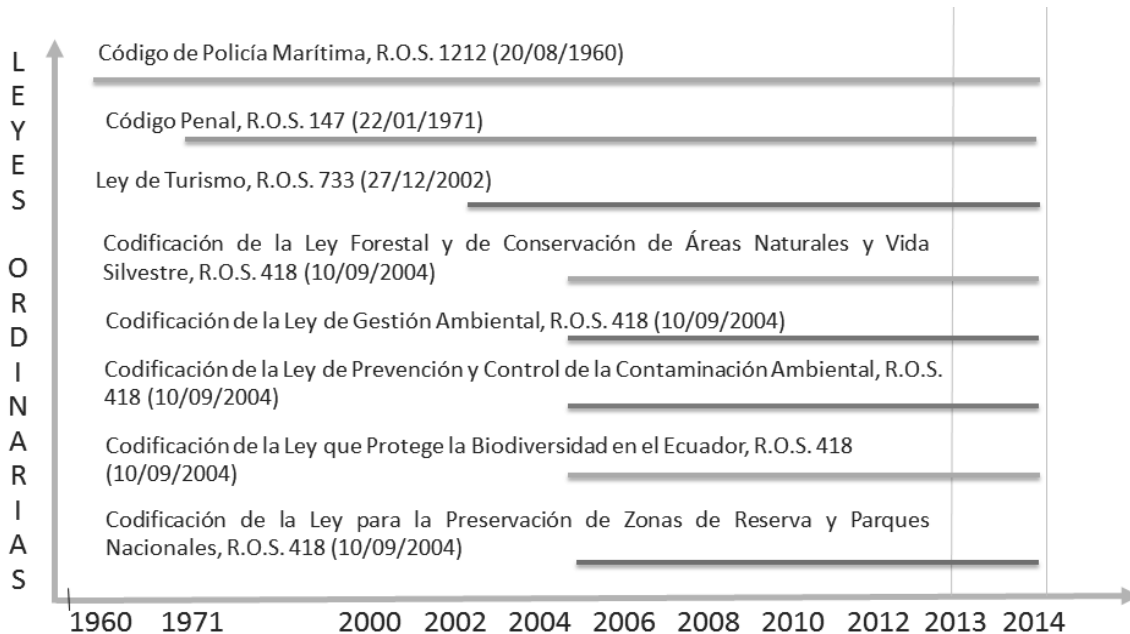 LEYES ORDINARIAS
Código de Policía Marítima, R.O.S. 1212 (20/08/1960)
Código Penal, R.O.S. 147 (22/01/1971)
Ley de Turismo, R.O.S. 733 (27/12/2002)
Codificación de la Ley Forestal y de Conservación de Áreas Naturales y Vida
Silvestre, R.O.S. 418 (10/09/2004)
Codificación de la Ley de Gestión Ambiental, R.O.S. 418 (10/09/2004)
Codificación de la Ley de Prevención y Control de la Contaminación Ambiental, R.O.S.
418 (10/09/2004)
Codificación de la Ley que Protege la Biodiversidad en el Ecuador, R.O.S. 418
(10/09/2004)
Codificación de la Ley para la Preservación de Zonas de Reserva y Parques
Nacionales, R.O.S. 418 (10/09/2004)
1960 1971 2000 2002 2004 2006 2008 2010 2012 2013 2014